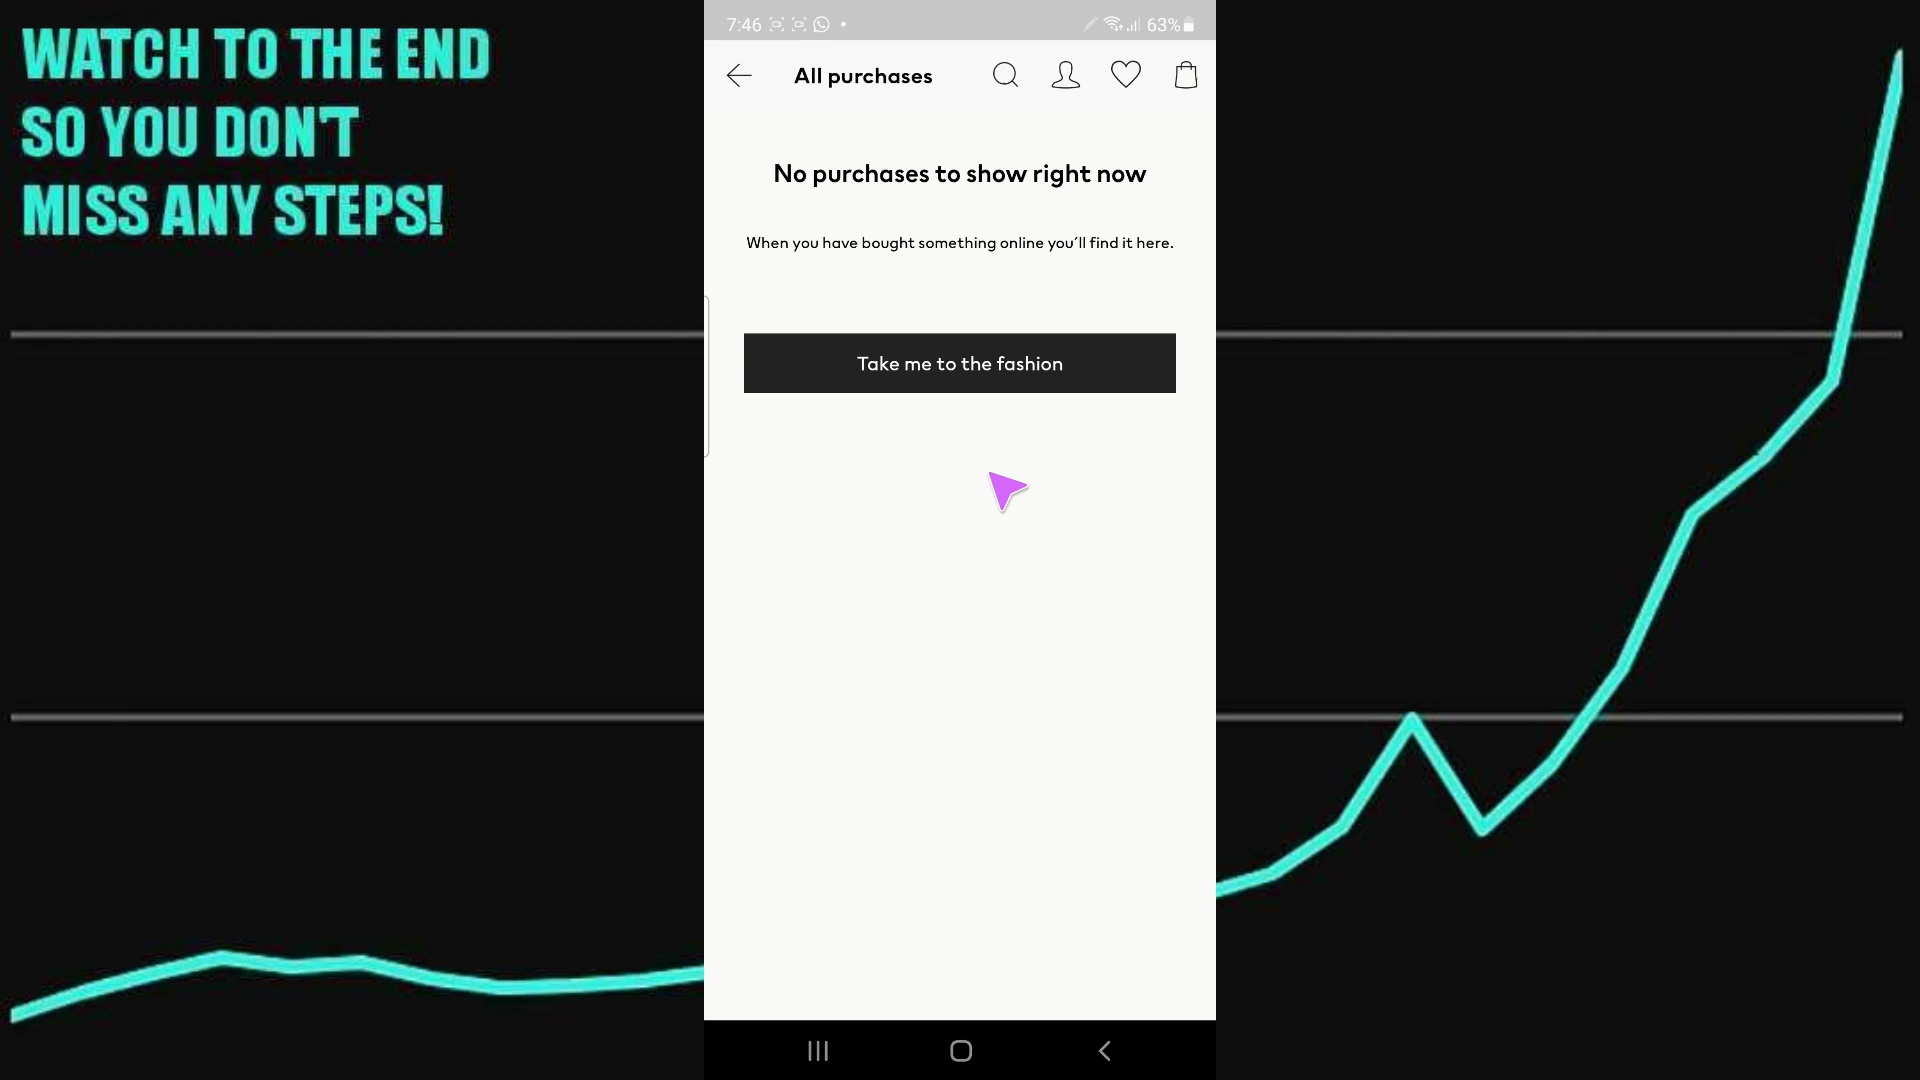 WATCH TO THE END
SO YOU DON'T
MISS ANY STEPS!
7:46
63%
All purchases
No purchases to show right now
When you have bought something online you´ll find it here.
Take me to the fashion